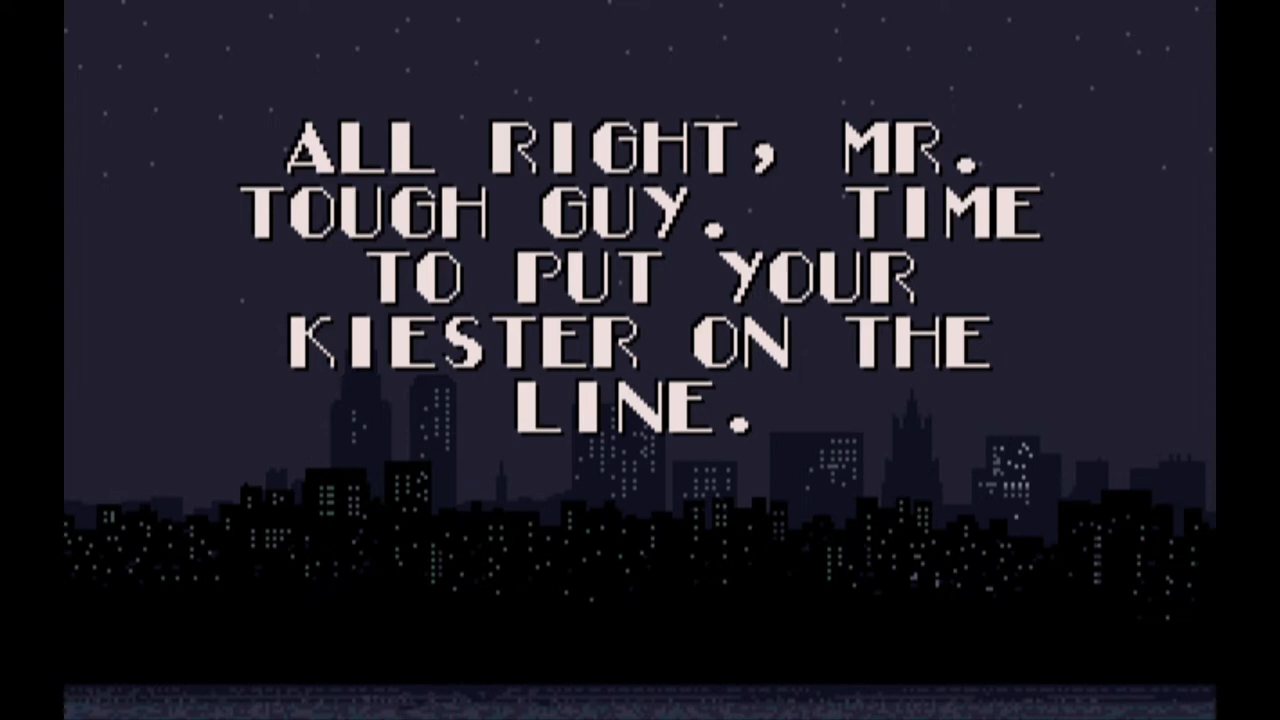 ALL RIGHT, MR.
TOUGH GUY. TIME
TO PUT YOUR
KIESTER ON THE
LINE.